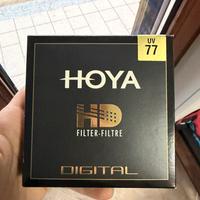 UV
77
HOYA
HD
FILTER-FILTRE
DIGITAL